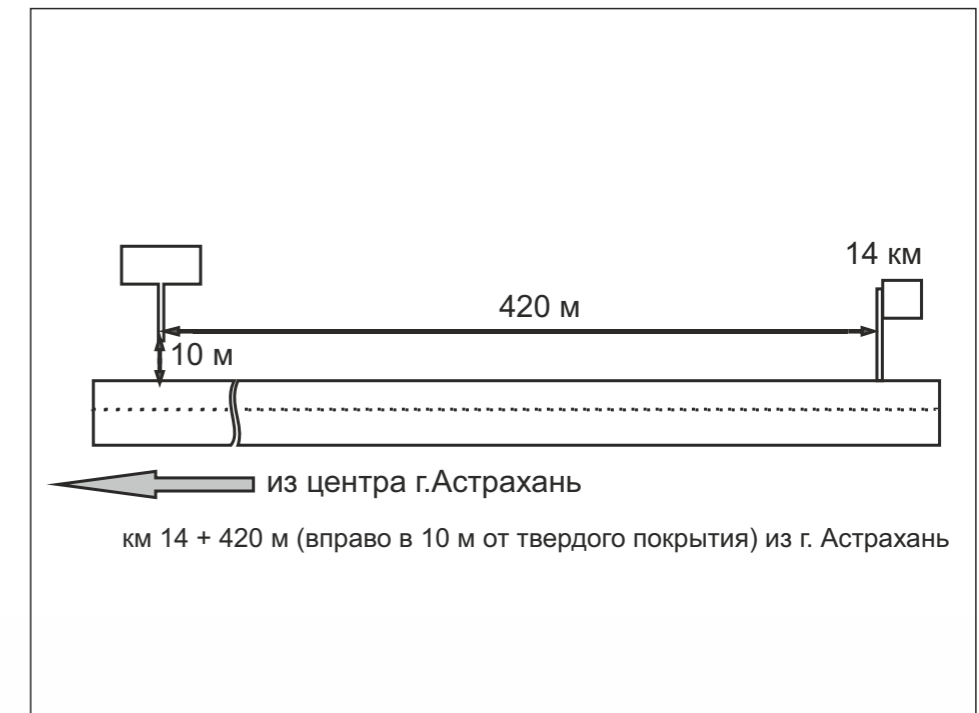 14 км
420 м
10 м
из центра г.Астрахань
км 14 + 420 м (вправо в 10 м от твердого покрытия) из г. Астрахань